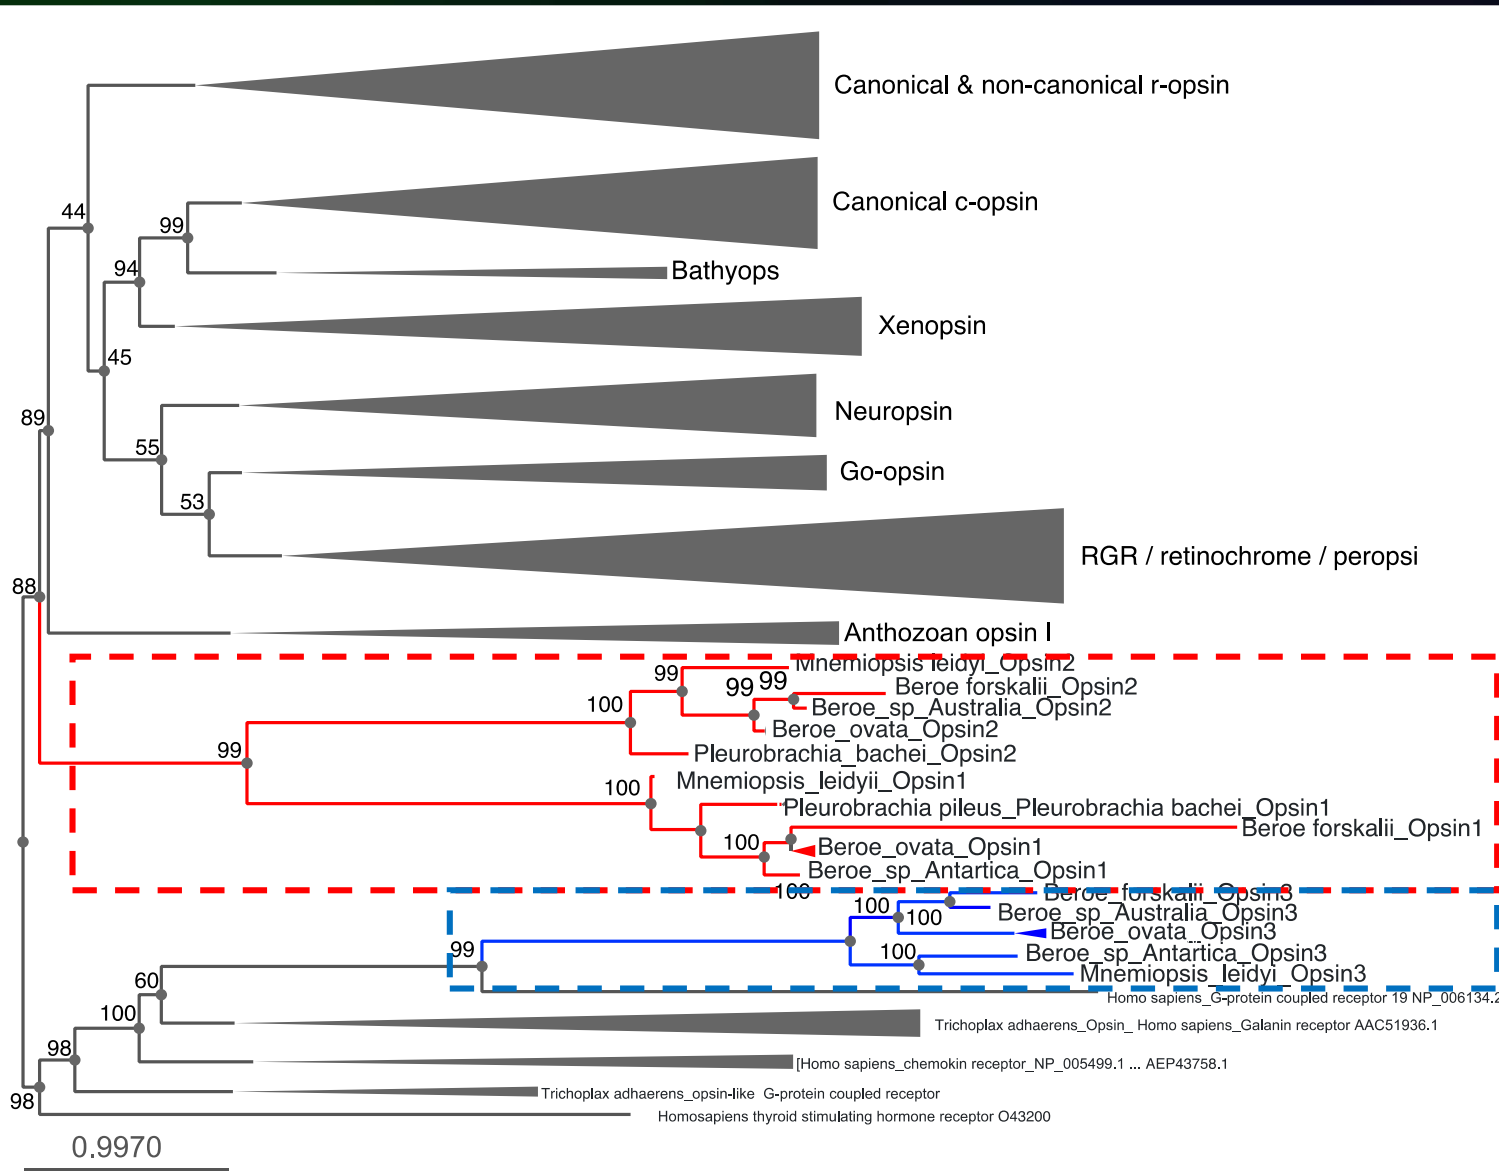 Canonical & non-canonical r-opsin
44
Canonical c-opsin
99
94
Bathyops
Xenopsin
45
89
Neuropsin
55
Go-opsin
53
RGR / retinochrome / peropsi
88
Anthozoan opsin I
Mnemiopsis leidyi_Opsin2
99
99
99
Beroe forskalii_Opsin2
100
Beroe_sp_Australia_Opsin2
Beroe_ovata_Opsin2
99
Pleurobrachia_bachei_Opsin2
100
Mnemiopsis_leidyii_Opsin1
Pleurobrachia pileus_Pleurobrachia bachei_Opsin1
Beroe forskalii_Opsin1
100
Beroe_ovata_Opsin1
Beroe_sp_Antartica_Opsin1
100
Beroe_forskalii_Opsin3
100
100
Beroe_sp_Australia_Opsin3
Beroe_ovata_Opsin3
99
100
Beroe_sp_Antartica_Opsin3
Mnemiopsis_leidyi_Opsin3
60
Homo sapiens_G-protein coupled receptor 19 NP_006134.2
100
Trichoplax adhaerens_Opsin_ Homo sapiens_Galanin receptor AAC51936.1
98
[Homo sapiens_chemokin receptor_NP_005499.1 ... AEP43758.1
Trichoplax adhaerens_opsin-like G-protein coupled receptor
98
Homosapiens thyroid stimulating hormone receptor O43200
0.9970